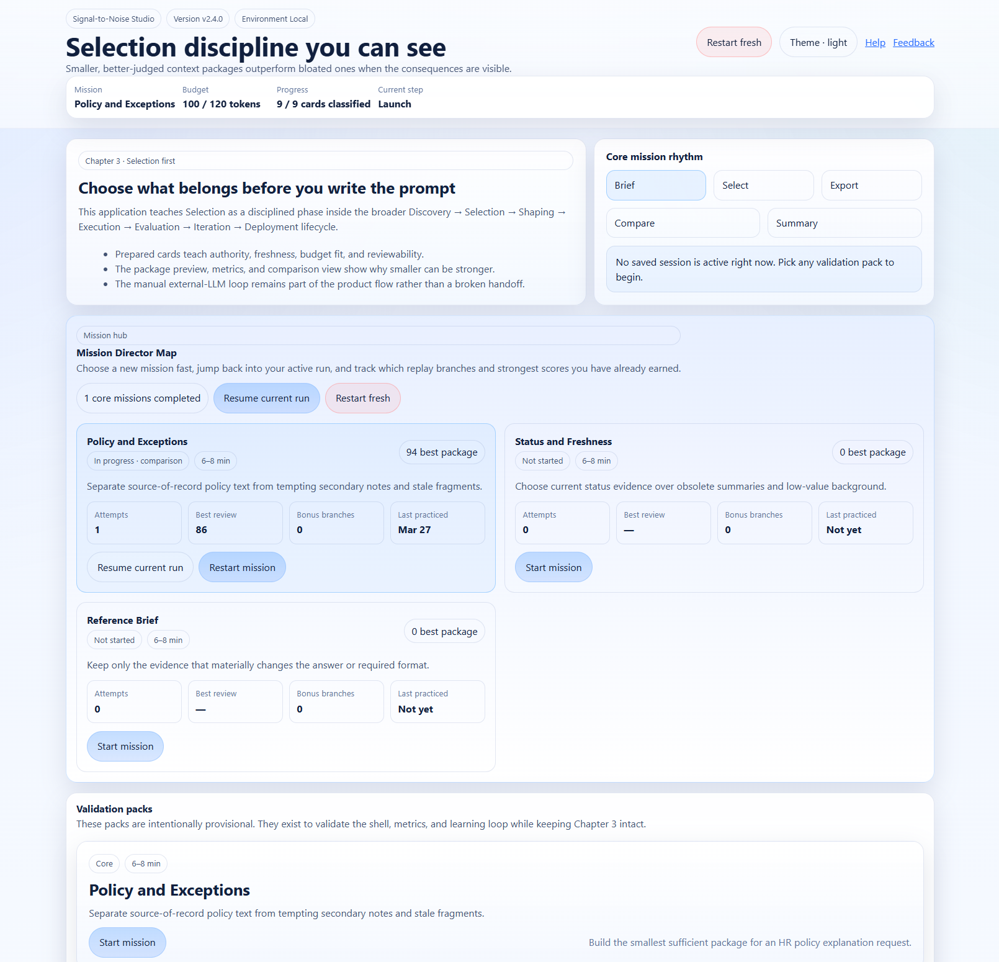 Signal-to-Noise Studio
Version v2.4.0
Environment Local
Selection discipline you can see
Smaller, better-judged context packages outperform bloated ones when the consequences are visible.
Restart fresh
Theme · light
Help
Feedback
Mission
Policy and Exceptions
Budget
100 / 120 tokens
Progress
9 / 9 cards classified
Current step
Launch
Chapter 3 · Selection first
Choose what belongs before you write the prompt
This application teaches Selection as a disciplined phase inside the broader Discovery → Selection → Shaping →
Execution → Evaluation → Iteration → Deployment lifecycle.
• Prepared cards teach authority, freshness, budget fit, and reviewability.
• The package preview, metrics, and comparison view show why smaller can be stronger.
• The manual external-LLM loop remains part of the product flow rather than a broken handoff.
Core mission rhythm
Brief
Select
Export
Compare
Summary
No saved session is active right now. Pick any validation pack to
begin.
Mission hub
Mission Director Map
Choose a new mission fast, jump back into your active run, and track which replay branches and strongest scores you have already earned.
1 core missions completed
Resume current run
Restart fresh
Policy and Exceptions
In progress · comparison
6–8 min
94 best package
Separate source-of-record policy text from tempting secondary notes and stale fragments.
Attempts
1
Best review
86
Bonus branches
0
Last practiced
Mar 27
Resume current run
Restart mission
Status and Freshness
Not started
6–8 min
0 best package
Choose current status evidence over obsolete summaries and low-value background.
Attempts
0
Best review
—
Bonus branches
0
Last practiced
Not yet
Start mission
Reference Brief
Not started
6–8 min
0 best package
Keep only the evidence that materially changes the answer or required format.
Attempts
0
Best review
—
Bonus branches
0
Last practiced
Not yet
Start mission
Validation packs
These packs are intentionally provisional. They exist to validate the shell, metrics, and learning loop while keeping Chapter 3 intact.
Core
6–8 min
Policy and Exceptions
Separate source-of-record policy text from tempting secondary notes and stale fragments.
Start mission
Build the smallest sufficient package for an HR policy explanation request.